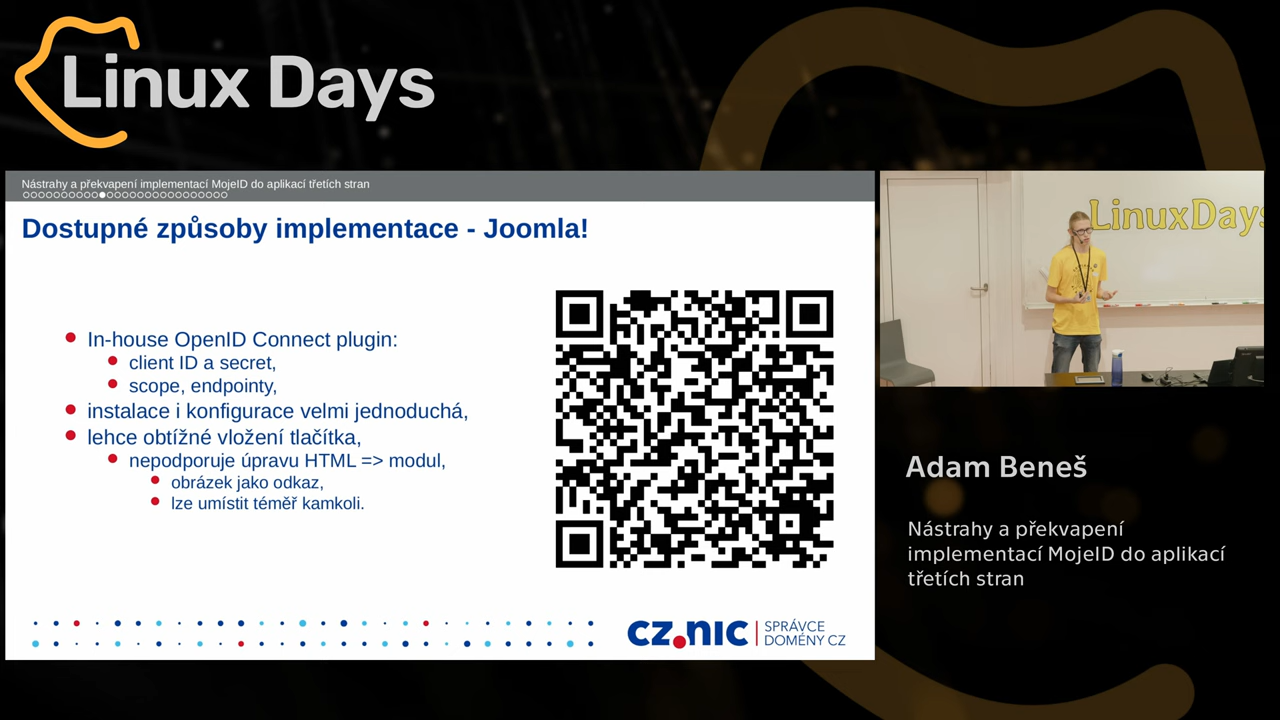 Linux Days
Nástrahy a překvapení implementací MojeID do aplikací třetích stran
Dostupné způsoby implementace - Joomla!
In-house OpenID Connect plugin:
client ID a secret,
scope, endpointy,
instalace i konfigurace velmi jednoduchá,
lehce obtížné vložení tlačítka,
nepodporuje úpravu HTML => modul,
obrázek jako odkaz,
lze umístit téměř kamkoli.
CZ.NIC
SPRÁVCE
DOMÉNY CZ
LinuxDays
Adam Beneš
Nástrahy a překvapení
implementací MojeID do aplikací
třetích stran